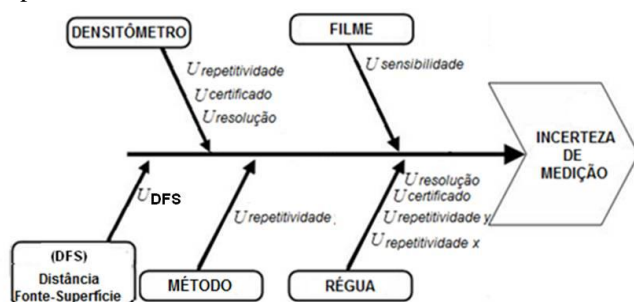 DENSITÔMETRO
FILME
U repetitividade
U certificado
U resolução
U sensibilidade
INCERTEZA
DE
MEDIÇÃO
U DFS
U repetitividade
U resolução
U certificado
U repetitividade y
U repetitividade x
(DFS)
Distância
Fonte-Superfície
MÉTODO
RÉGUA